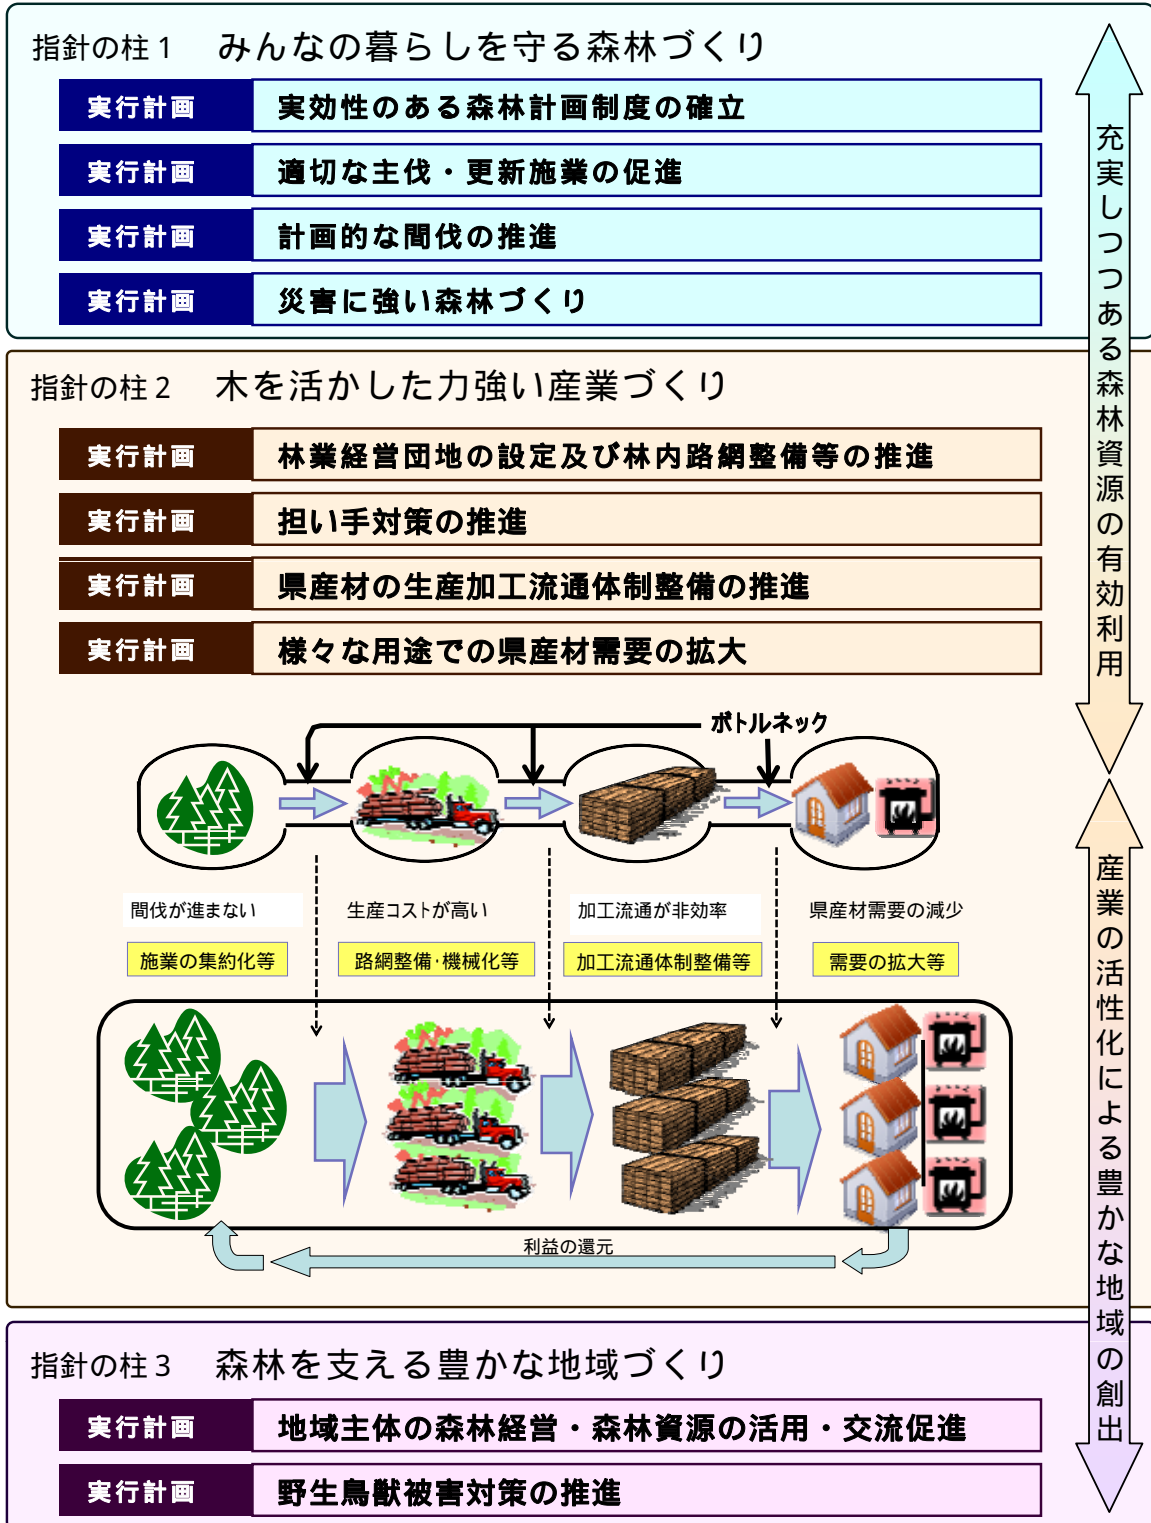 指針の柱1 みんなの暮らしを守る森林づくり
実行計画 実効性のある森林計画制度の確立
実行計画 適切な主伐・更新施業の促進
実行計画 計画的な間伐の推進
実行計画 災害に強い森林づくり
充実しつつある森林資源の有効利用
指針の柱2 木を活かした力強い産業づくり
実行計画 林業経営団地の設定及び林内路網整備等の推進
実行計画 担い手対策の推進
実行計画 県産材の生産加工流通体制整備の推進
実行計画 様々な用途での県産材需要の拡大
ボトルネック
間伐が進まない 生産コストが高い 加工流通が非効率 県産材需要の減少
施業の集約化等 路網整備・機械化等 加工流通体制整備等 需要の拡大等
利益の還元
産業の活性化による豊かな地域の創出
指針の柱3 森林を支える豊かな地域づくり
実行計画 地域主体の森林経営・森林資源の活用・交流促進
実行計画 野生鳥獣被害対策の推進